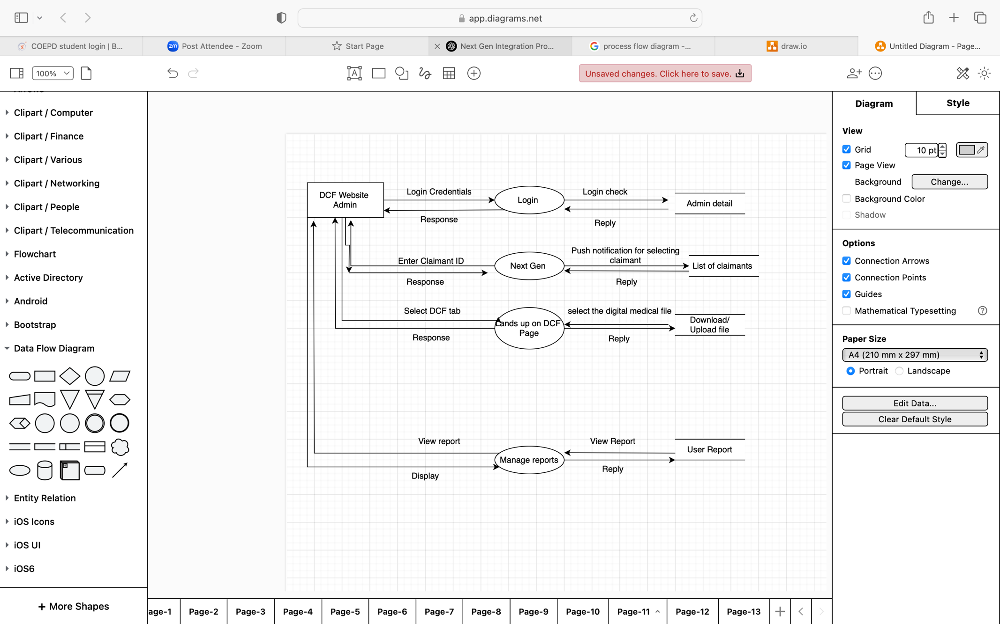 app.diagrams.net
COEPD student login | B...
zm Post Attendee - Zoom
Start Page
Next Gen Integration Pro...
process flow diagram -...
draw.io
Untitled Diagram - Page...
100%
A
Unsaved changes. Click here to save.
Clipart / Computer
Clipart / Finance
Clipart / Various
Clipart / Networking
Clipart / People
Clipart / Telecommunication
Flowchart
Active Directory
Android
Bootstrap
Data Flow Diagram
Entity Relation
iOS Icons
iOS UI
iOS6
+ More Shapes
DCF Website
Admin
Login Credentials
Response
Login
Login check
Reply
Admin detail
Enter Claimant ID
Response
Next Gen
Push notification for selecting
claimant
Reply
List of claimants
Select DCF tab
Response
Lands up on DCF
Page
select the digital medical file
Reply
Download/
Upload file
View report
Display
Manage reports
View Report
Reply
User Report
Diagram
Style
View
Grid
10 pt
Page View
Background
Change...
Background Color
Shadow
Options
Connection Arrows
Connection Points
Guides
Mathematical Typesetting
?
Paper Size
A4 (210 mm x 297 mm)
Portrait
Landscape
Edit Data...
Clear Default Style
age-1
Page-2
Page-3
Page-4
Page-5
Page-6
Page-7
Page-8
Page-9
Page-10
Page-11
Page-12
Page-13